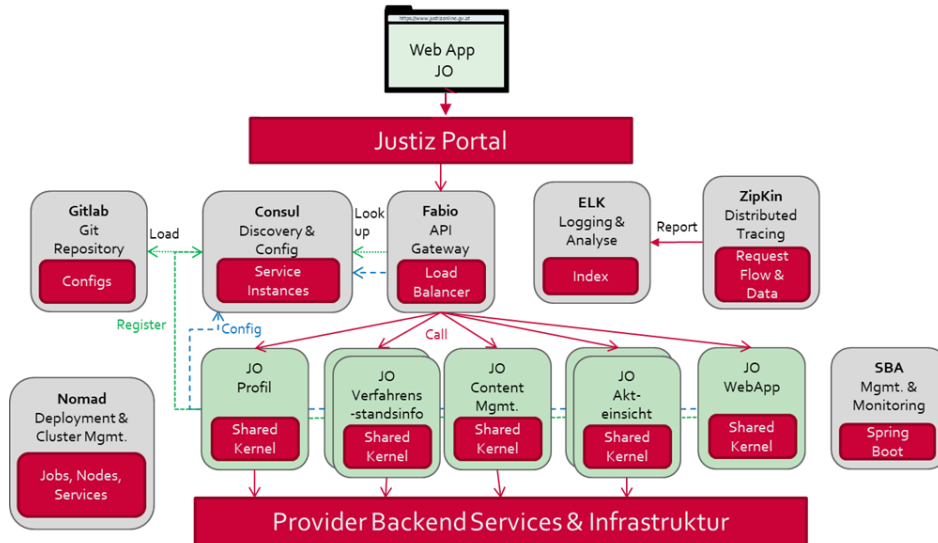 https://www.justizonline.gv.at
Web App
JO
Justiz Portal
Gitlab
Git
Repository
Configs
Load
Consul
Discovery &
Config
Service
Instances
Look
up
Fabio
API
Gateway
Load
Balancer
ELK
Logging &
Analyse
Index
Report
ZipKin
Distributed
Tracing
Request
Flow &
Data
Register
Config
Call
Nomad
Deployment &
Cluster Mgmt.
Jobs, Nodes,
Services
JO
Profil
Shared
Kernel
JO
Verfahrens
-standsinfo
Shared
Kernel
JO
Content
Mgmt.
Shared
Kernel
JO
Akt-
einsicht
Shared
Kernel
JO
WebApp
Shared
Kernel
SBA
Mgmt. &
Monitoring
Spring
Boot
Provider Backend Services & Infrastruktur